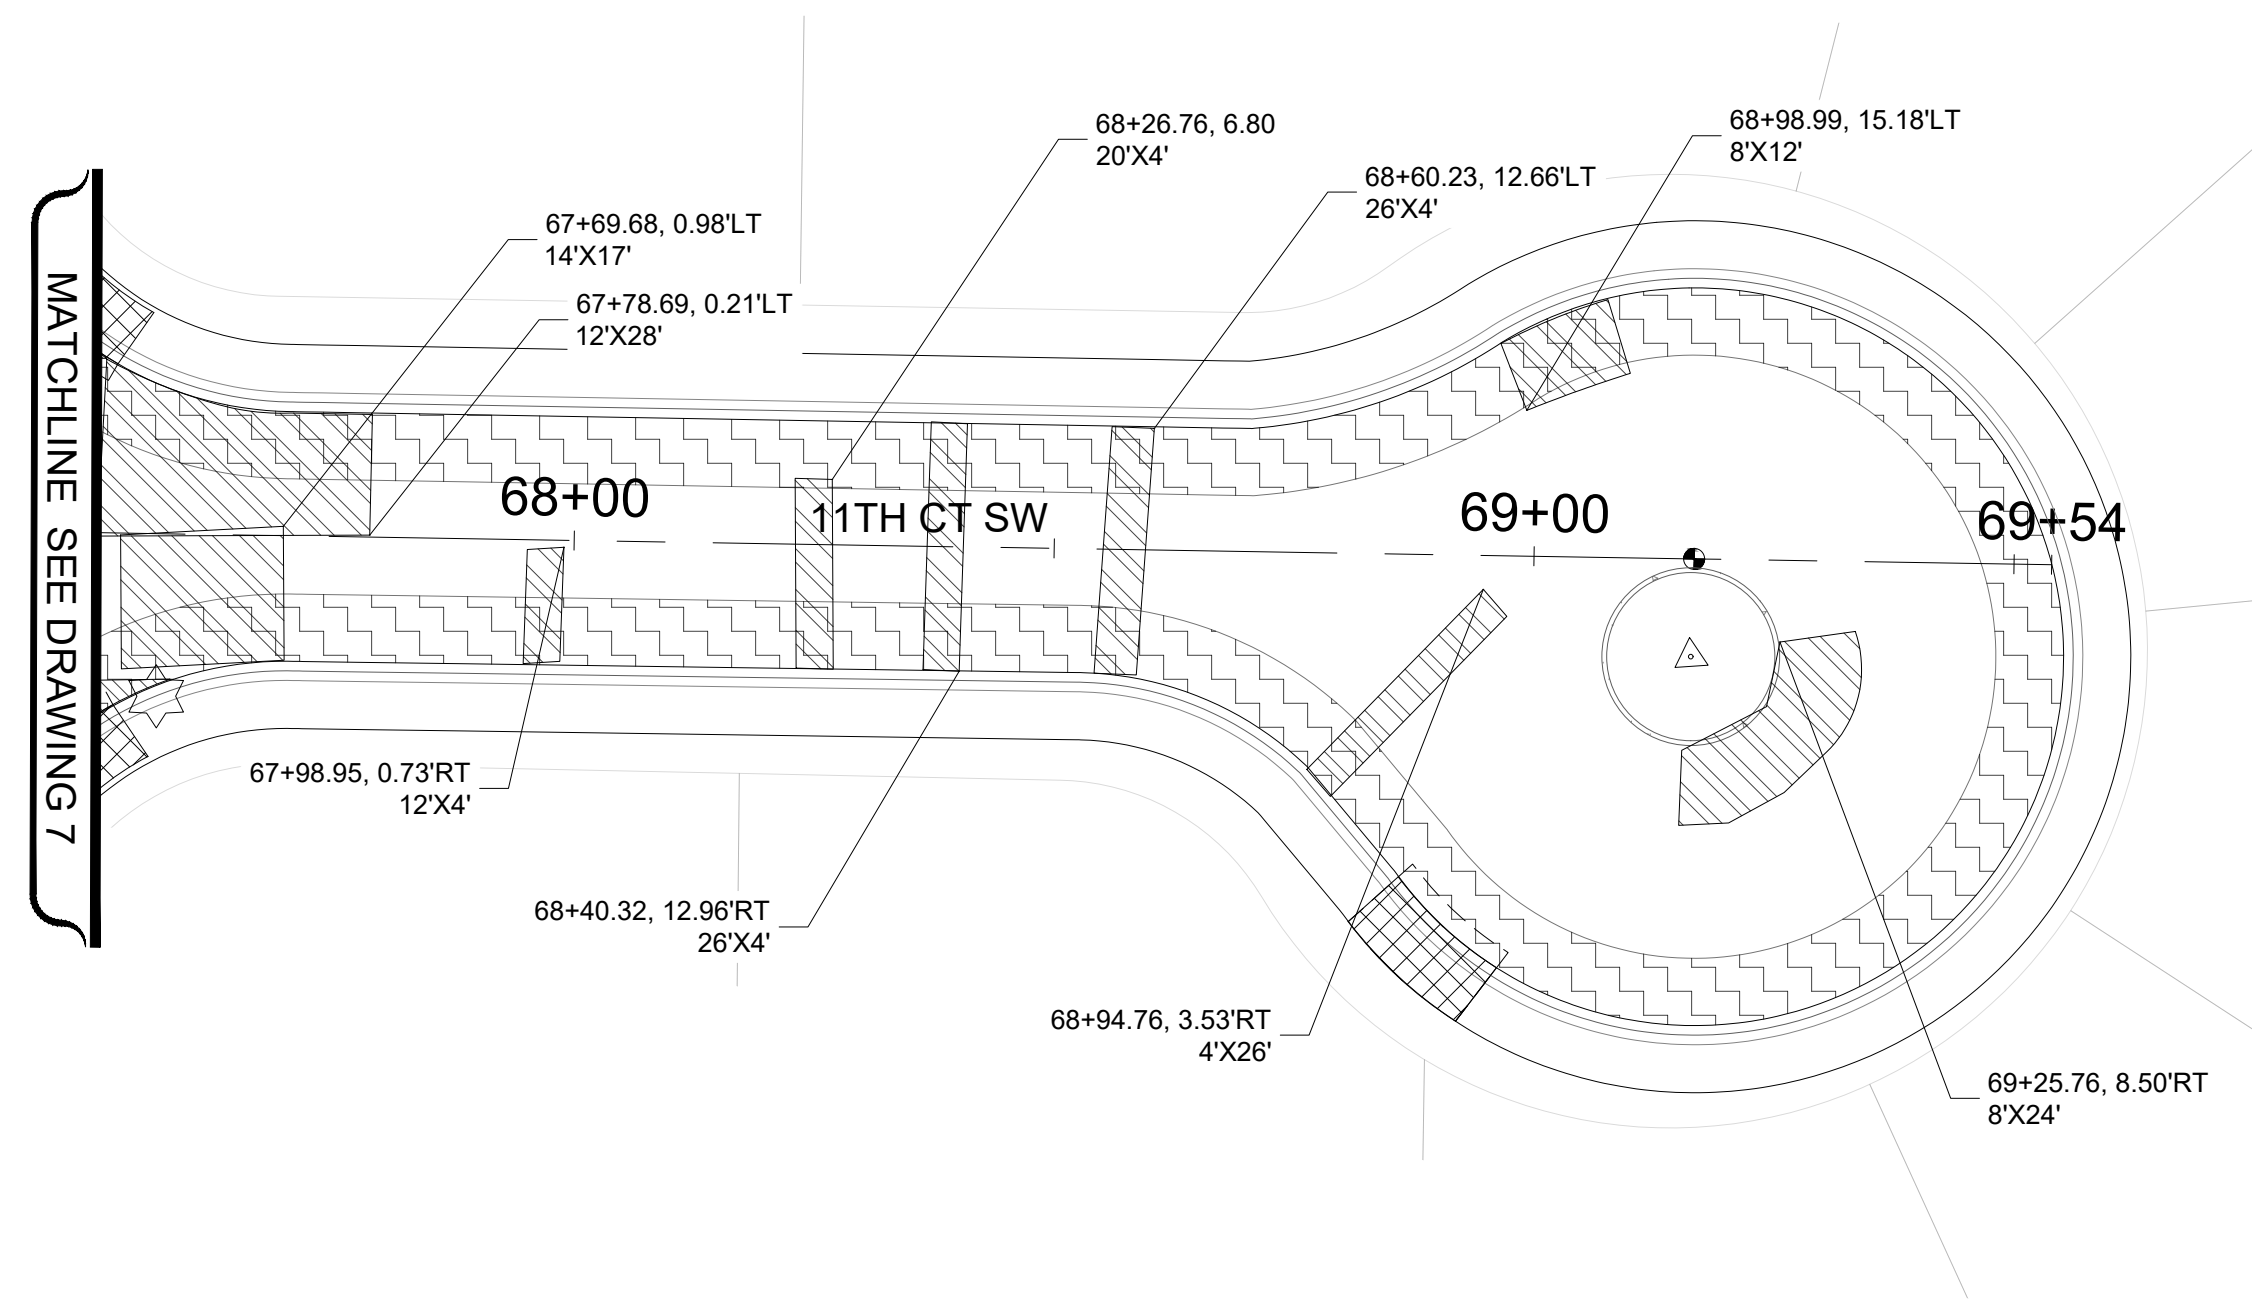 68+26.76, 6.80
20'X4'
68+98.99, 15.18'LT
8'X12'
68+60.23, 12.66'LT
26'X4'
67+69.68, 0.98'LT
14'X17'
67+78.69, 0.21'LT
12'X28'
MATCHLINE SEE DRAWING 7
68+00
11TH CT SW
69+00
69+54
67+98.95, 0.73'RT
12'X4'
68+40.32, 12.96'RT
26'X4'
68+94.76, 3.53'RT
4'X26'
69+25.76, 8.50'RT
8'X24'